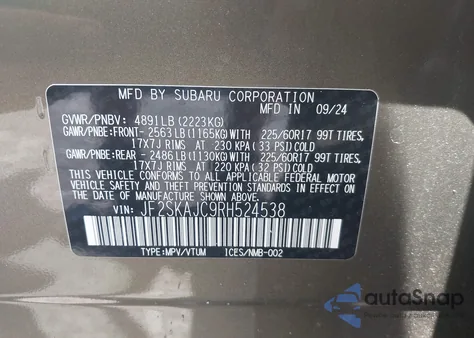 MFD. BY SUBARU CORPORATION
MFD IN 09/24
GVWR/PNBV: 4891LB (2223KG)
GAWR/PNBE: FRONT- 2563LB (1165KG) WITH 225/60R17 99T TIRES,
17X7J RIMS AT 230 KPA (33 PSI) COLD
GAWR/PNBE: REAR - 2486LB (1130KG) WITH 225/60R17 99T TIRES,
17X7J RIMS AT 220 KPA (32 PSI) COLD
THIS VEHICLE CONFORMS TO ALL APPLICABLE
FEDERAL MOTOR VEHICLE SAFETY STANDARDS IN EFFECT ON
THE DATE OF MANUFACTURE SHOWN ABOVE.
VIN: JF2SKAJC9RH524538
TYPE:MPV/VTUM ICES/NMB-002
autoSnap